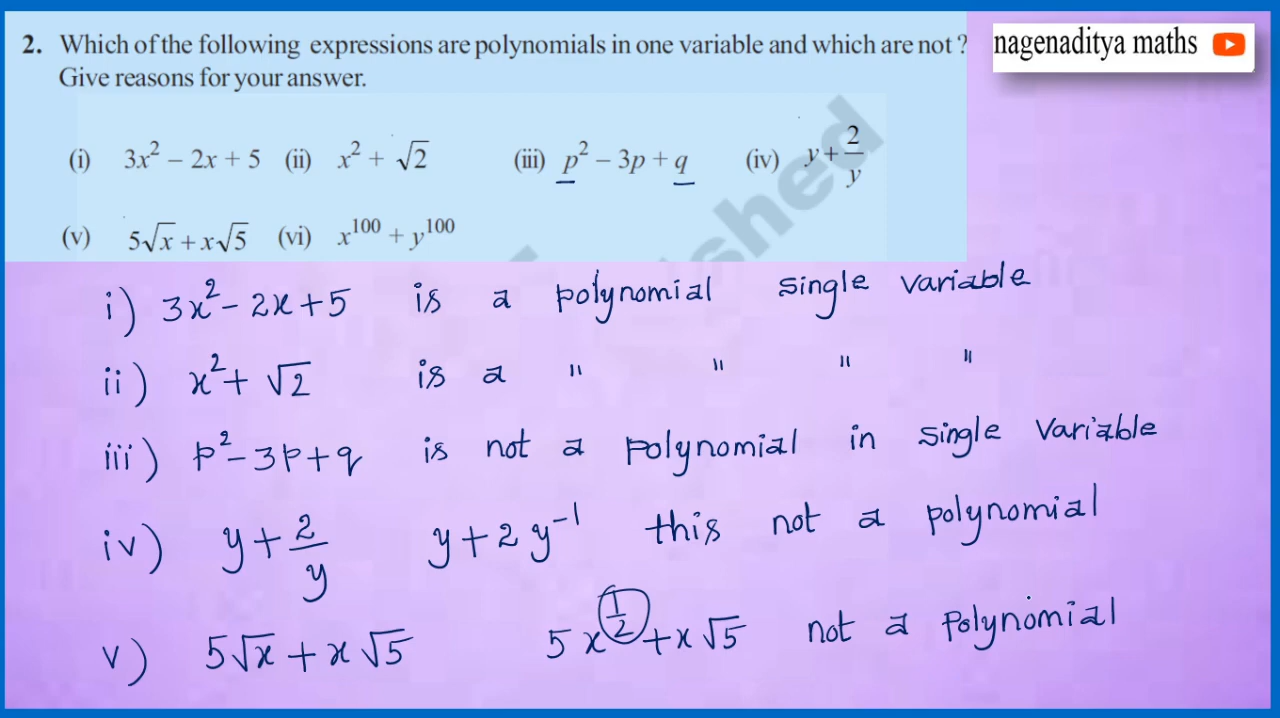 2. Which of the following expressions are polynomials in one variable and which are not ?
nagenaditya maths
Give reasons for your answer.
(i) 3x² – 2x + 5 (ii) x² + √2 (iii) p² – 3p + q (iv) y + 2/y
(v) 5√x + x√5 (vi) x¹⁰⁰ + y¹⁰⁰
shed
i) 3x² - 2x + 5 is a polynomial single variable
ii) x² + √2 is a " " " "
iii) p² - 3p + q is not a polynomial in single variable
iv) y + 2/y y + 2y⁻¹ this not a polynomial
v) 5√x + x√5 5x^(1/2) + x√5 not a polynomial